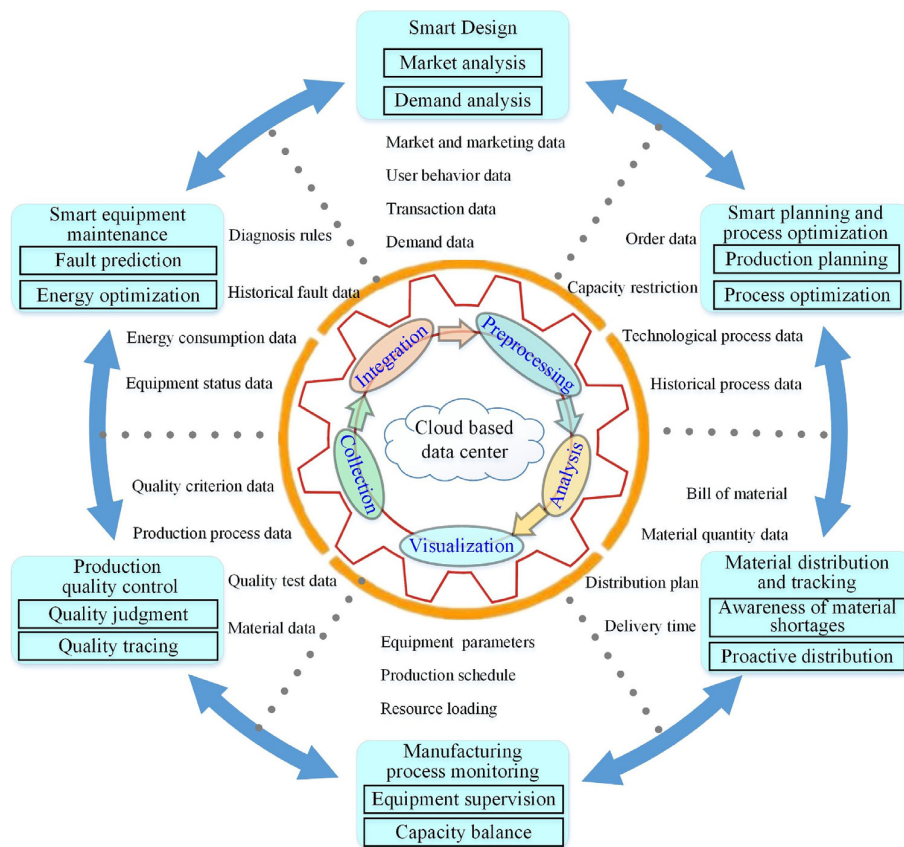 Smart Design
Market analysis
Demand analysis
Market and marketing data
User behavior data
Transaction data
Demand data
Smart equipment
maintenance
Fault prediction
Energy optimization
Diagnosis rules
Historical fault data
Energy consumption data
Equipment status data
Smart planning and
process optimization
Production planning
Process optimization
Order data
Capacity restriction
Technological process data
Historical process data
Integration
Preprocessing
Collection
Analysis
Visualization
Cloud based
data center
Quality criterion data
Production process data
Quality test data
Material data
Production
quality control
Quality judgment
Quality tracing
Bill of material
Material quantity data
Distribution plan
Delivery time
Material distribution
and tracking
Awareness of material
shortages
Proactive distribution
Equipment parameters
Production schedule
Resource loading
Manufacturing
process monitoring
Equipment supervision
Capacity balance